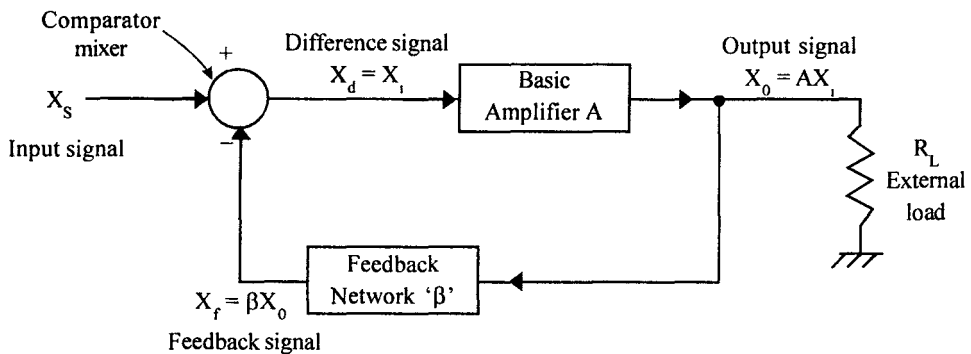 Comparator
mixer
+
Difference signal
X_d = X_i
Output signal
X_0 = AX_i
Basic
Amplifier A
X_S
Input signal
−
R_L
External
load
Feedback
Network ‘β’
X_f = βX_0
Feedback signal